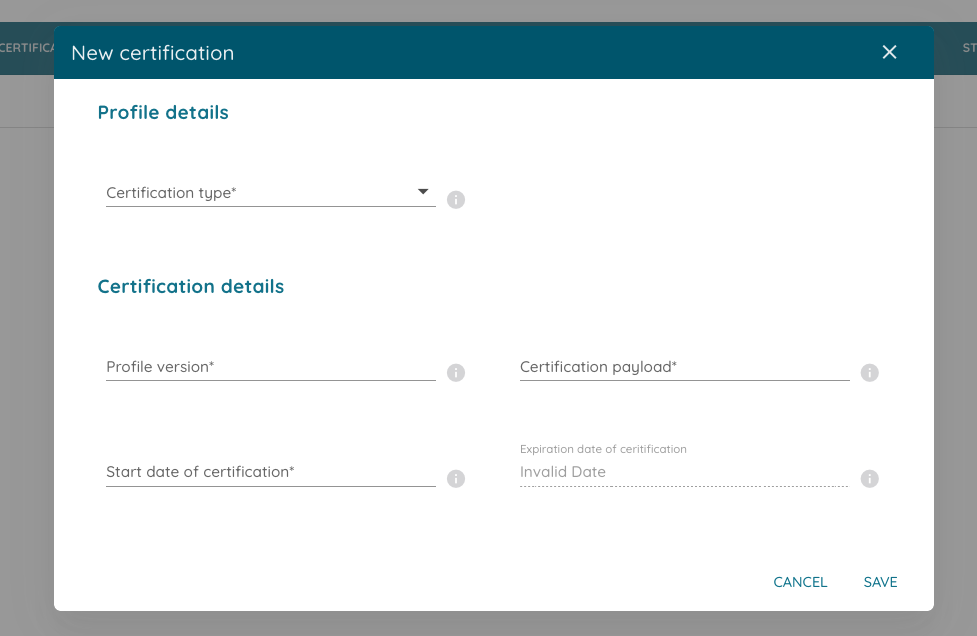 CERTIFICA
ST
New certification
Profile details
Certification type*
Certification details
Profile version*
Certification payload*
Start date of certification*
Expiration date of ceritification
Invalid Date
CANCEL
SAVE